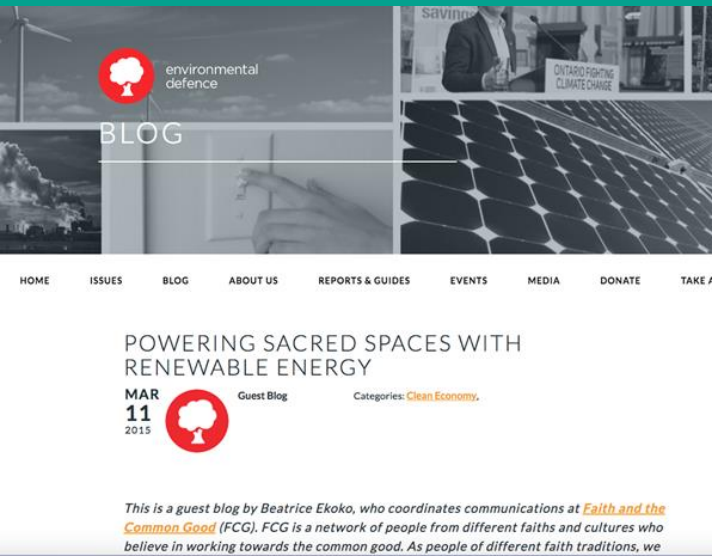 savings
ONTARIO FIGHTING
CLIMATE CHANGE
environmental
defence
BLOG
HOME ISSUES BLOG ABOUT US REPORTS & GUIDES EVENTS MEDIA DONATE TAKE A
POWERING SACRED SPACES WITH
RENEWABLE ENERGY
MAR
11
2015
Guest Blog Categories: Clean Economy,
This is a guest blog by Beatrice Ekoko, who coordinates communications at Faith and the
Common Good (FCG). FCG is a network of people from different faiths and cultures who
believe in working towards the common good. As people of different faith traditions, we